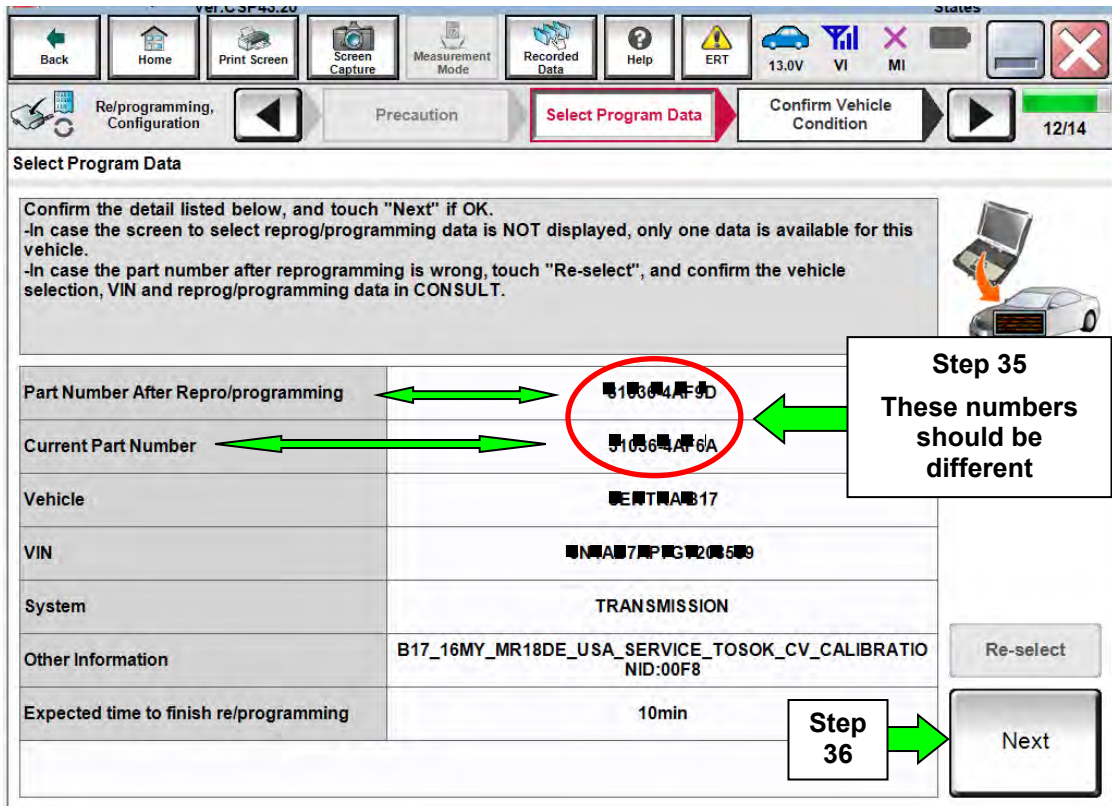 Back
Home
Print Screen
Screen
Capture
Measurement
Mode
Recorded
Data
Help
ERT
13.0V
VI
MI
Re/programming,
Configuration
Precaution
Select Program Data
Confirm Vehicle
Condition
12/14
Select Program Data
Confirm the detail listed below, and touch "Next" if OK.
-In case the screen to select reprog/programming data is NOT displayed, only one data is available for this
vehicle.
-In case the part number after reprogramming is wrong, touch "Re-select", and confirm the vehicle
selection, VIN and reprog/programming data in CONSULT.
Step 35
These numbers
should be
different
Part Number After Repro/programming
Current Part Number
Vehicle
VIN
System
TRANSMISSION
Other Information
B17_16MY_MR18DE_USA_SERVICE_TOSOK_CV_CALIBRATIO
NID:00F8
Re-select
Expected time to finish re/programming
10min
Step
36
Next